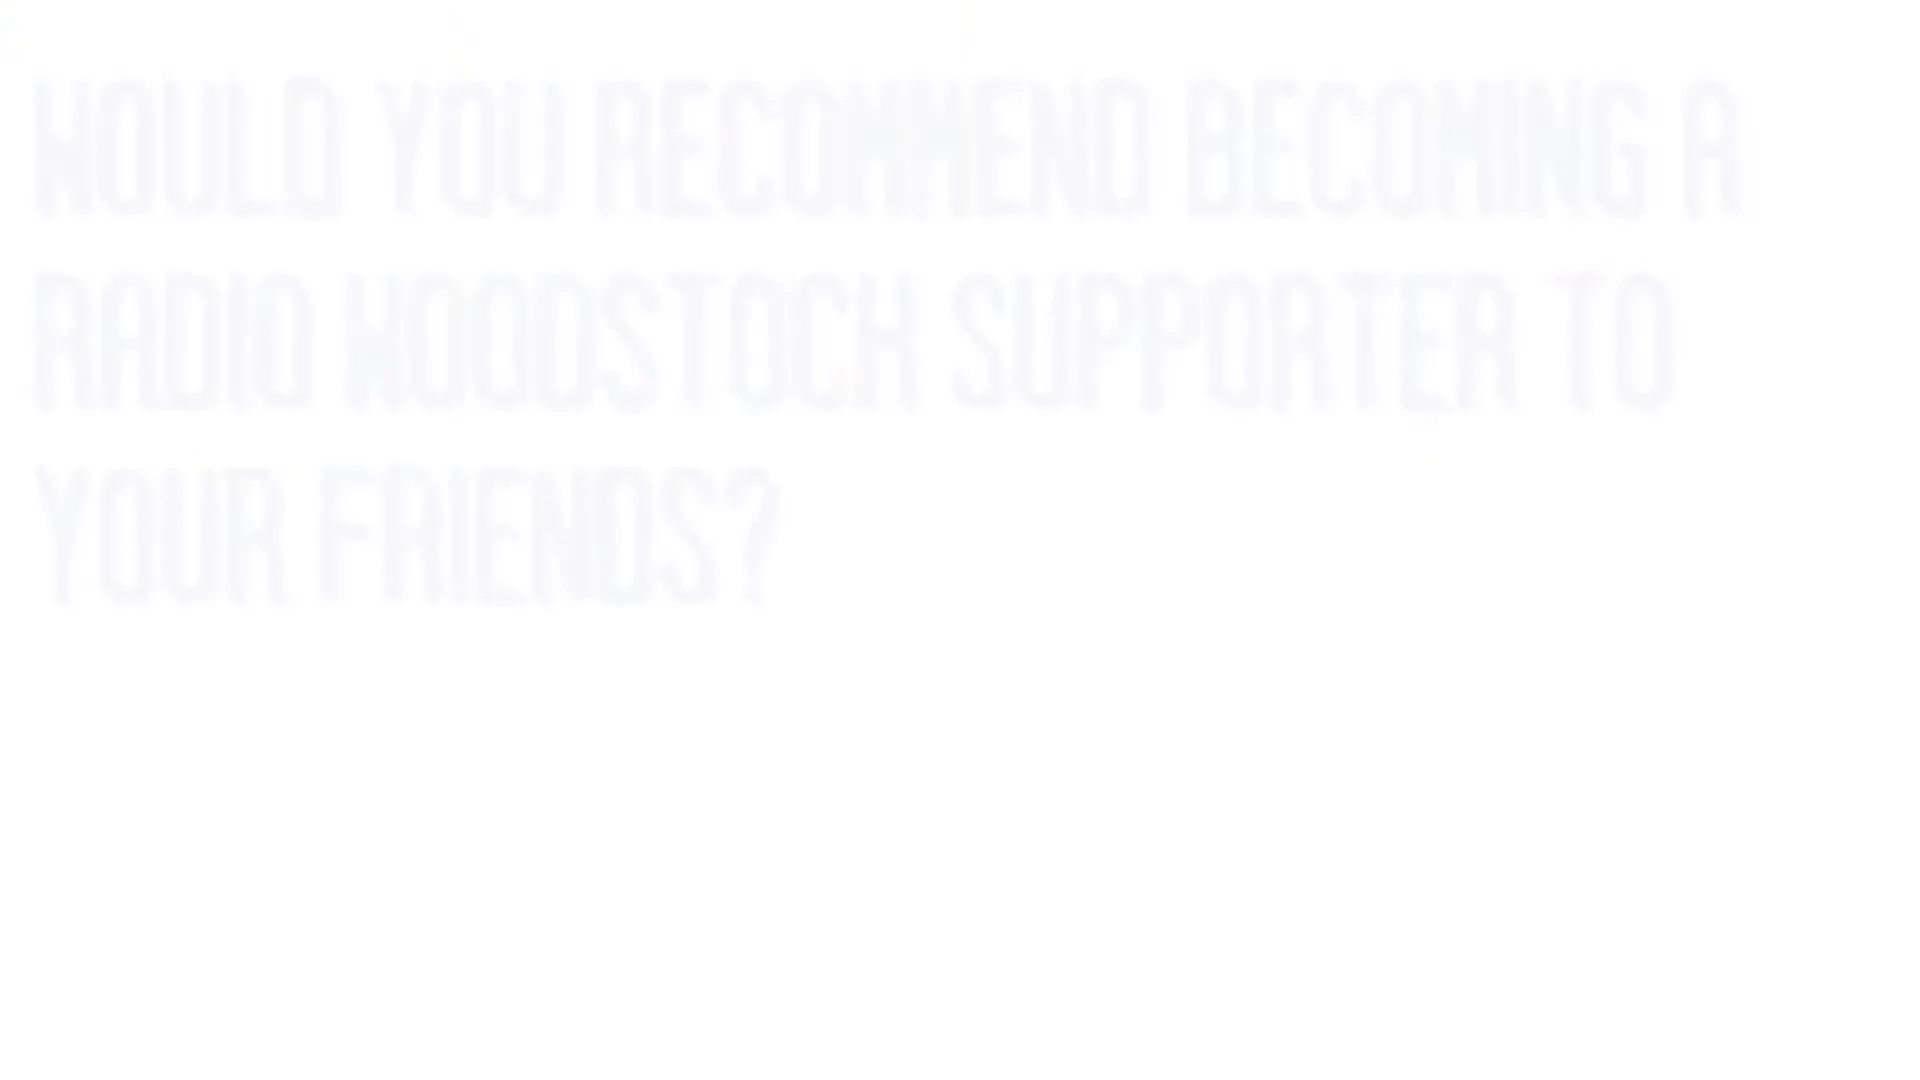 WOULD YOU RECOMMEND BECOMING A
RADIO WOODSTOCK SUPPORTER TO
YOUR FRIENDS?